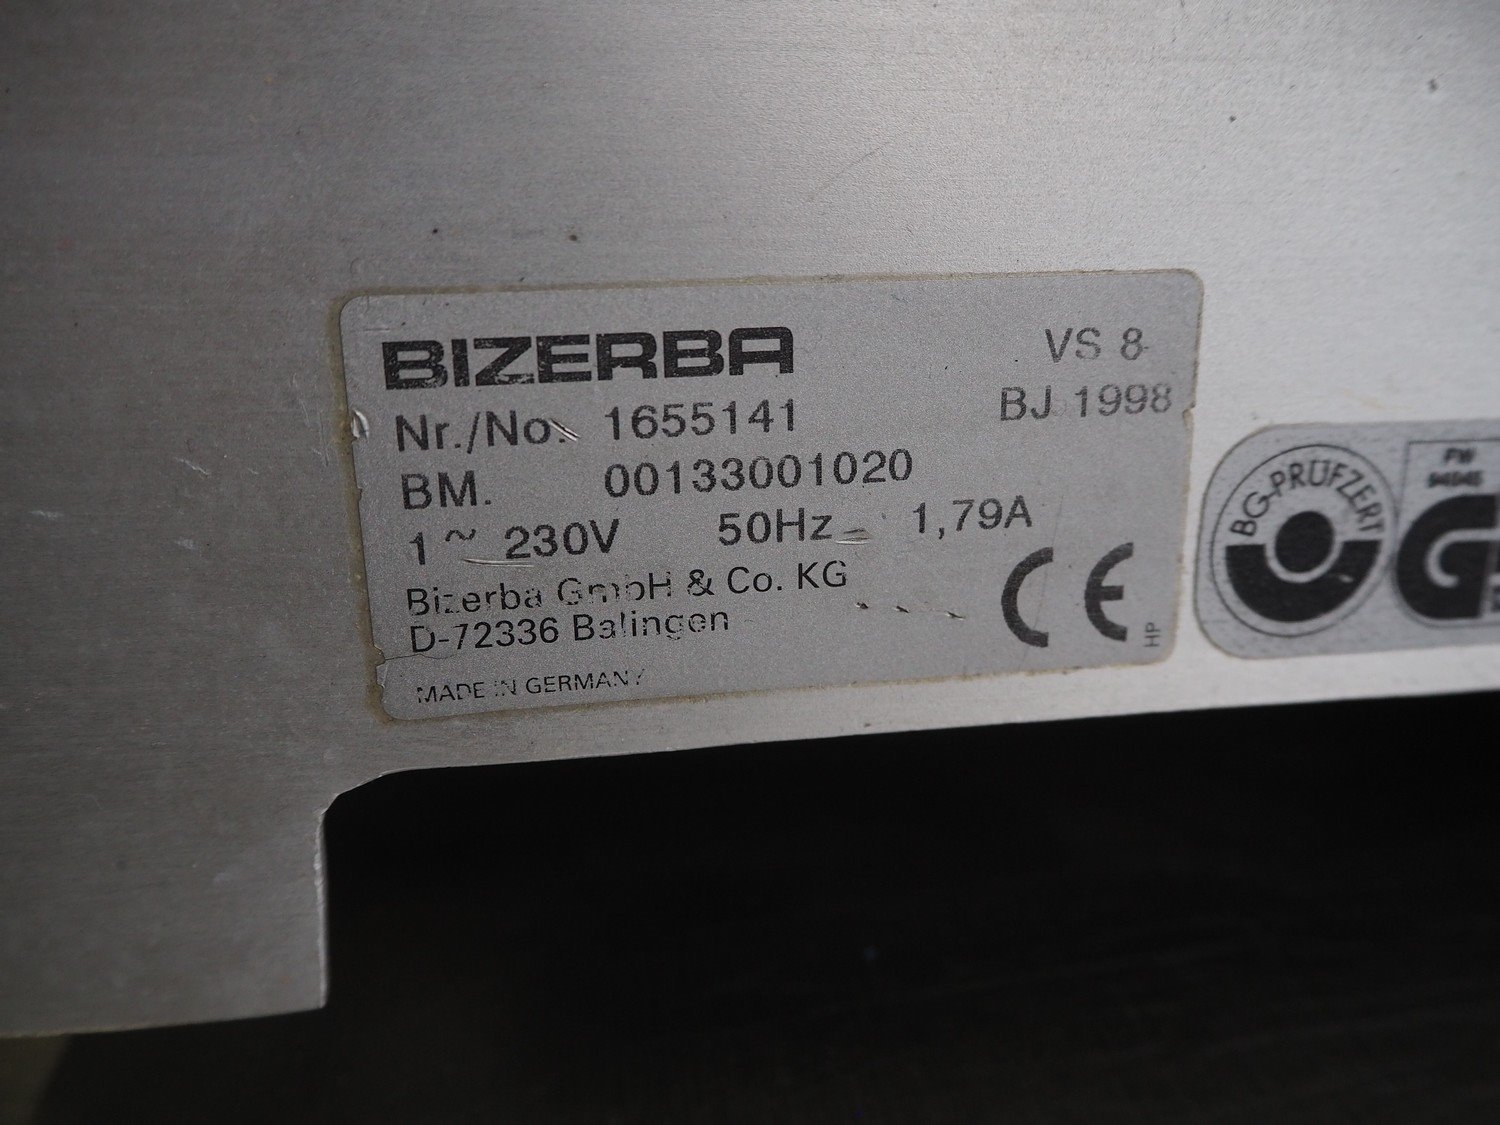 BIZERBA
VS 8-
Nr./No. 1655141
BJ 1998
BM. 00133001020
1 ~ 230V 50Hz 1,79A
Bizerba GmbH & Co. KG
D-72336 Balingen
MADE IN GERMANY
CE
HP
BG-PRÜFZERT